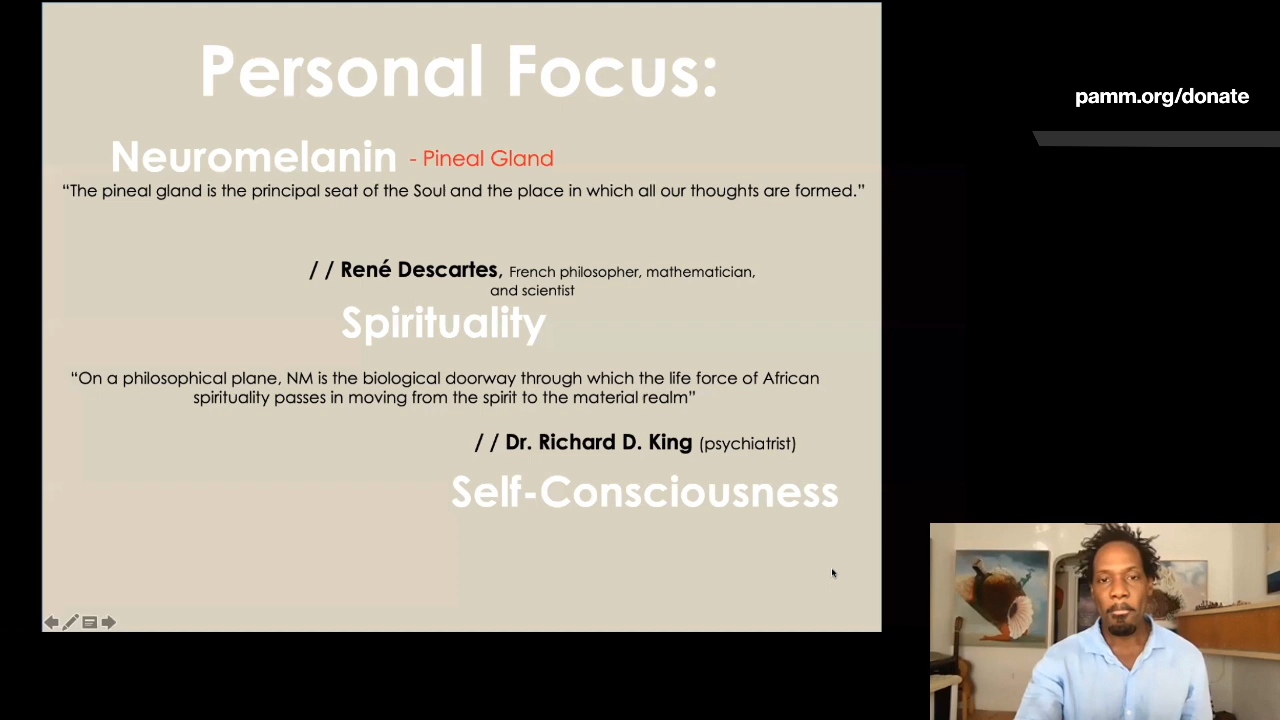 Personal Focus:
Neuromelanin - Pineal Gland
“The pineal gland is the principal seat of the Soul and the place in which all our thoughts are formed.”
/ / René Descartes, French philosopher, mathematician,
and scientist
Spirituality
“On a philosophical plane, NM is the biological doorway through which the life force of African
spirituality passes in moving from the spirit to the material realm”
/ / Dr. Richard D. King (psychiatrist)
Self-Consciousness
pamm.org/donate